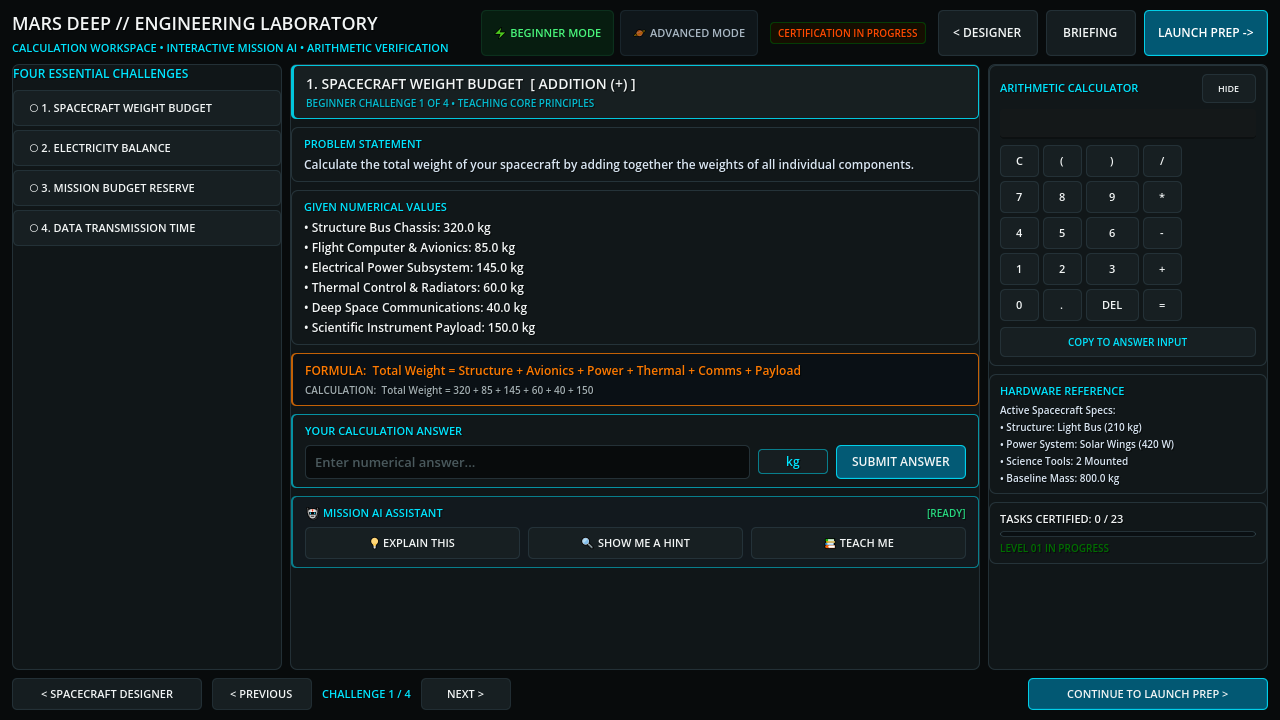 MARS DEEP // ENGINEERING LABORATORY
CALCULATION WORKSPACE • INTERACTIVE MISSION AI • ARITHMETIC VERIFICATION
BEGINNER MODE
ADVANCED MODE
CERTIFICATION IN PROGRESS
< DESIGNER
BRIEFING
LAUNCH PREP ->
FOUR ESSENTIAL CHALLENGES
1. SPACECRAFT WEIGHT BUDGET
2. ELECTRICITY BALANCE
3. MISSION BUDGET RESERVE
4. DATA TRANSMISSION TIME
1. SPACECRAFT WEIGHT BUDGET [ ADDITION (+) ]
BEGINNER CHALLENGE 1 OF 4 • TEACHING CORE PRINCIPLES
PROBLEM STATEMENT
Calculate the total weight of your spacecraft by adding together the weights of all individual components.
GIVEN NUMERICAL VALUES
• Structure Bus Chassis: 320.0 kg
• Flight Computer & Avionics: 85.0 kg
• Electrical Power Subsystem: 145.0 kg
• Thermal Control & Radiators: 60.0 kg
• Deep Space Communications: 40.0 kg
• Scientific Instrument Payload: 150.0 kg
FORMULA: Total Weight = Structure + Avionics + Power + Thermal + Comms + Payload
CALCULATION: Total Weight = 320 + 85 + 145 + 60 + 40 + 150
YOUR CALCULATION ANSWER
Enter numerical answer...
kg
SUBMIT ANSWER
MISSION AI ASSISTANT
[READY]
EXPLAIN THIS
SHOW ME A HINT
TEACH ME
ARITHMETIC CALCULATOR
HIDE
C ( ) /
7 8 9 *
4 5 6 -
1 2 3 +
0 . DEL =
COPY TO ANSWER INPUT
HARDWARE REFERENCE
Active Spacecraft Specs:
• Structure: Light Bus (210 kg)
• Power System: Solar Wings (420 W)
• Science Tools: 2 Mounted
• Baseline Mass: 800.0 kg
TASKS CERTIFIED: 0 / 23
LEVEL 01 IN PROGRESS
< SPACECRAFT DESIGNER
< PREVIOUS
CHALLENGE 1 / 4
NEXT >
CONTINUE TO LAUNCH PREP >